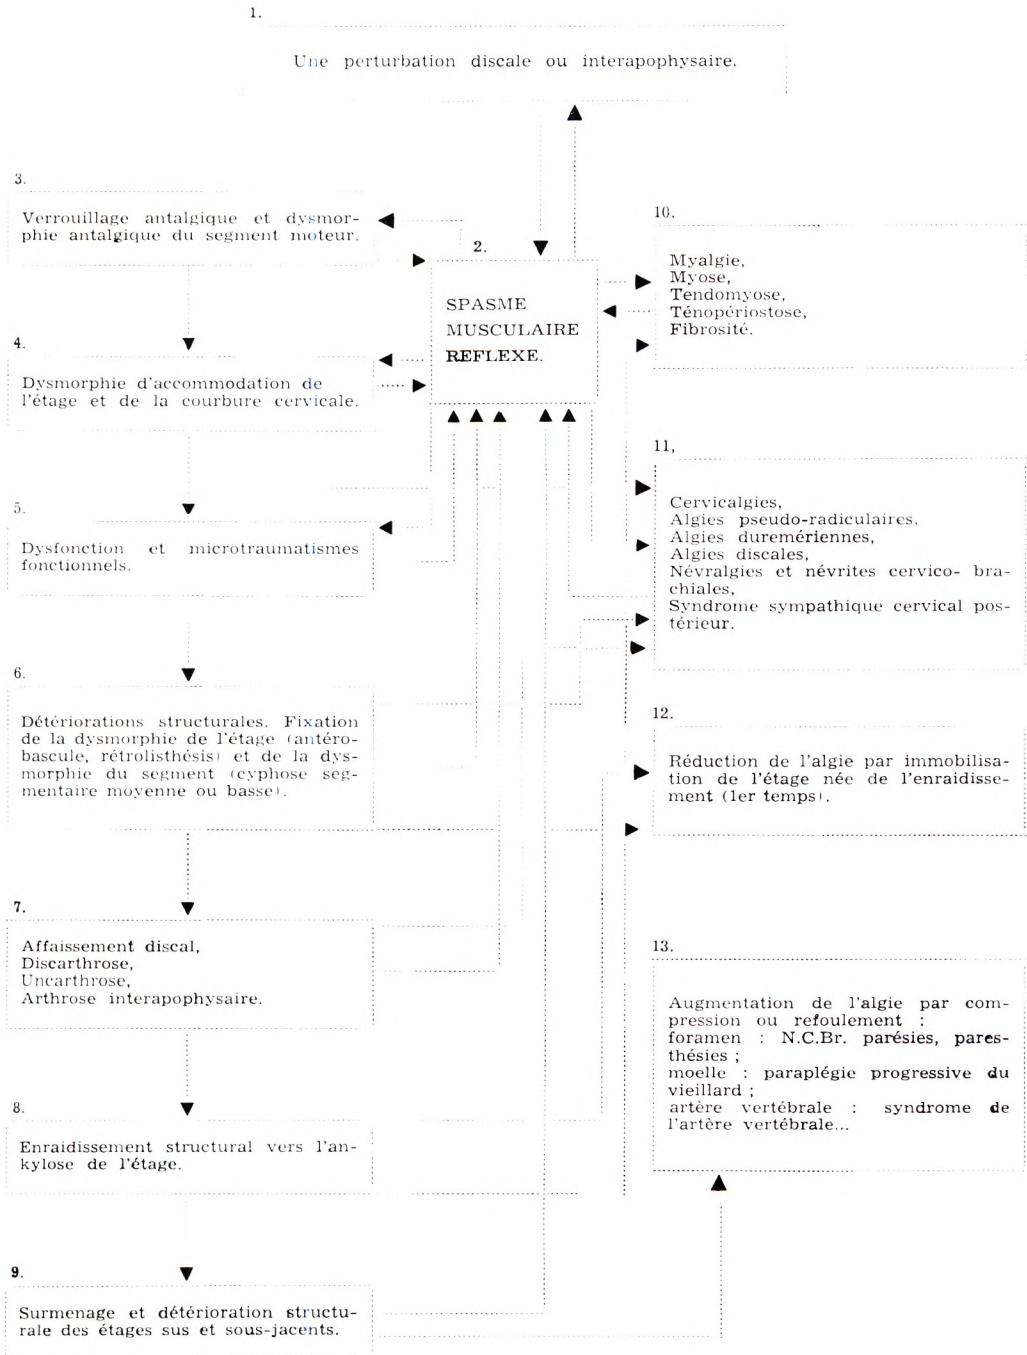 1.
Une perturbation discale ou interapophysaire.
3.
Verrouillage antalgique et dysmor-
phie antalgique du segment moteur.
2.
SPASME
MUSCULAIRE
REFLEXE.
10.
Myalgie,
Myose,
Tendomyose,
Ténopériostose,
Fibrosité.
4.
Dysmorphie d'accommodation de
l'étage et de la courbure cervicale.
11,
Cervicalgies,
Algies pseudo-radiculaires,
Algies duremériennes,
Algies discales,
Névralgies et névrites cervico- bra-
chiales,
Syndrome sympathique cervical pos-
térieur.
5.
Dysfonction et microtraumatismes
fonctionnels.
6.
Détériorations structurales. Fixation
de la dysmorphie de l'étage (antéro-
bascule, rétrolisthésis) et de la dys-
morphie du segment (cyphose seg-
mentaire moyenne ou basse).
12.
Réduction de l'algie par immobilisa-
tion de l'étage née de l'enraidisse-
ment (1er temps).
7.
Affaissement discal,
Discarthrose,
Uncarthrose,
Arthrose interapophysaire.
13.
Augmentation de l'algie par com-
pression ou refoulement :
foramen : N.C.Br. parésies, pares-
thésies ;
moelle : paraplégie progressive du
vieillard ;
artère vertébrale : syndrome de
l'artère vertébrale...
8.
Enraidissement structural vers l'an-
kylose de l'étage.
9.
Surmenage et détérioration structu-
rale des étages sus et sous-jacents.